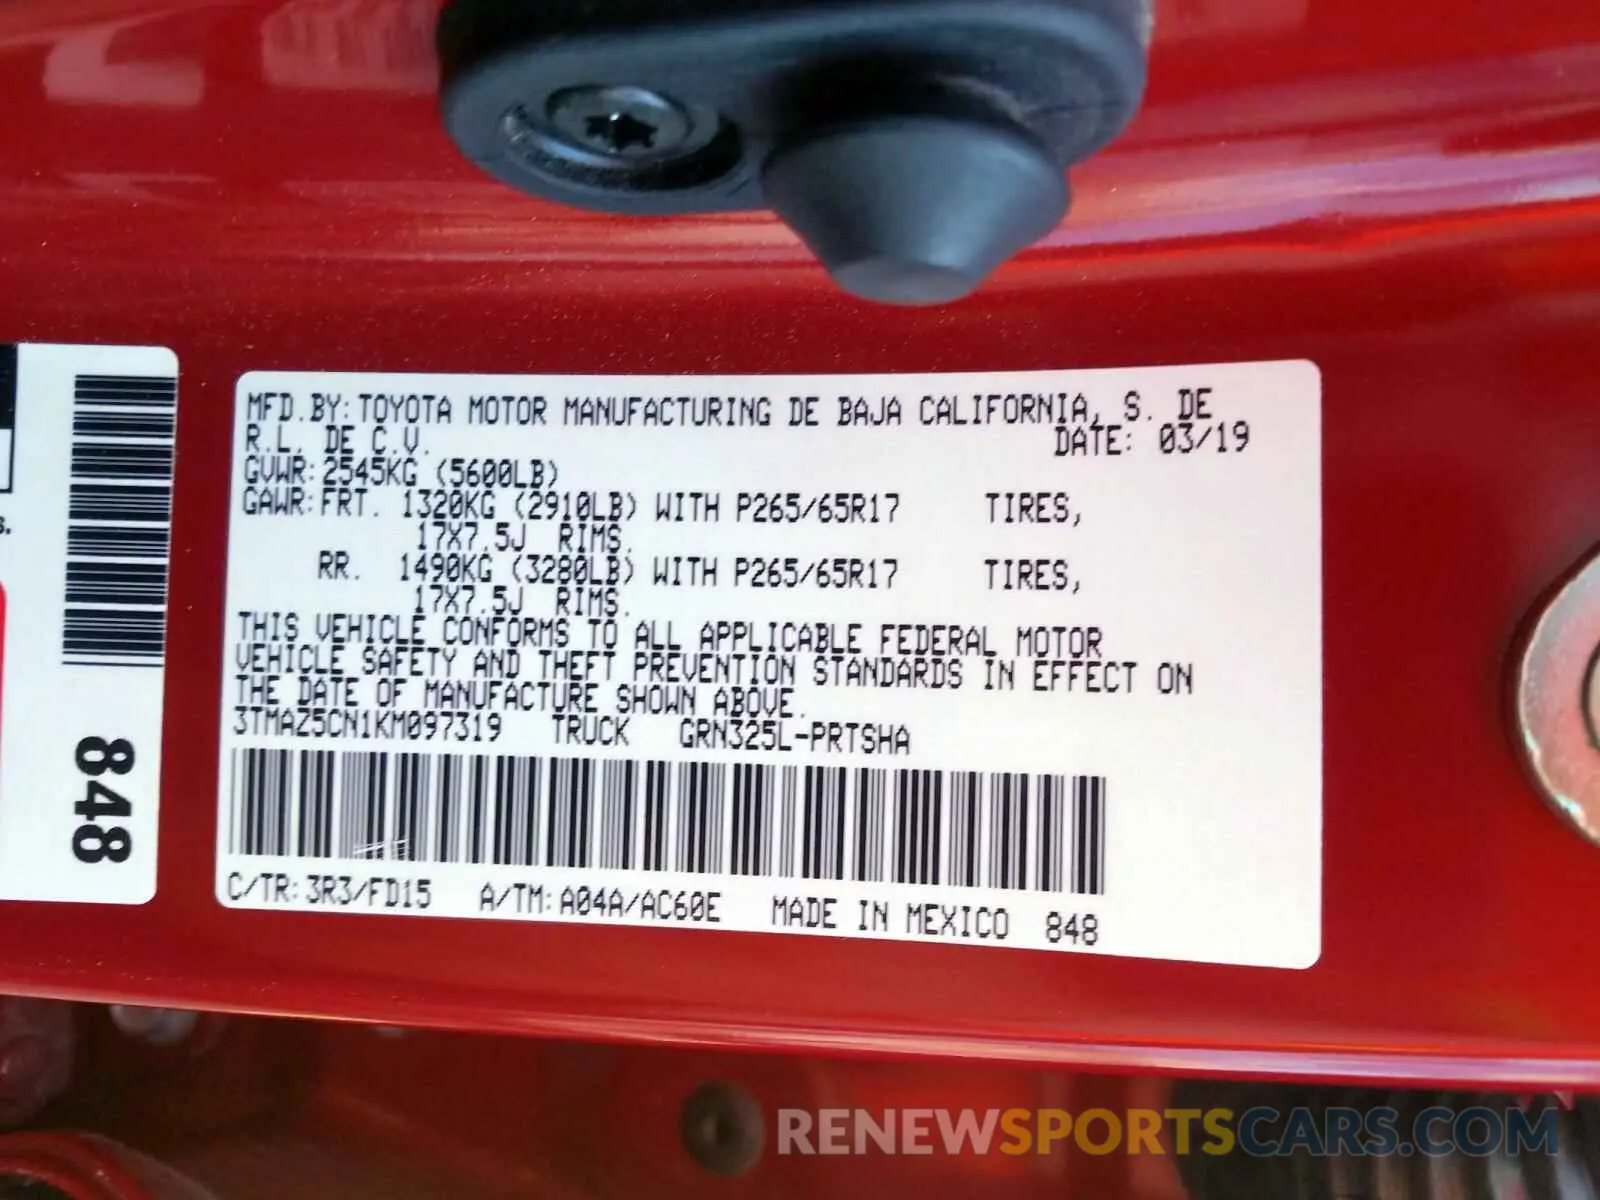 MFD.BY:TOYOTA MOTOR MANUFACTURING DE BAJA CALIFORNIA, S. DE
R.L. DE C.V. DATE: 03/19
GVWR:2545KG (5600LB)
GAWR:FRT. 1320KG (2910LB) WITH P265/65R17 TIRES,
17X7.5J RIMS.
RR. 1490KG (3280LB) WITH P265/65R17 TIRES,
17X7.5J RIMS.
THIS VEHICLE CONFORMS TO ALL APPLICABLE FEDERAL MOTOR
VEHICLE SAFETY AND THEFT PREVENTION STANDARDS IN EFFECT ON
THE DATE OF MANUFACTURE SHOWN ABOVE.
3TMAZ5CN1KM097319 TRUCK GRN325L-PRTSHA
C/TR:3R3/FD15 A/TM:A04A/AC60E MADE IN MEXICO 848
848
RENEWSPORTSCARS.COM